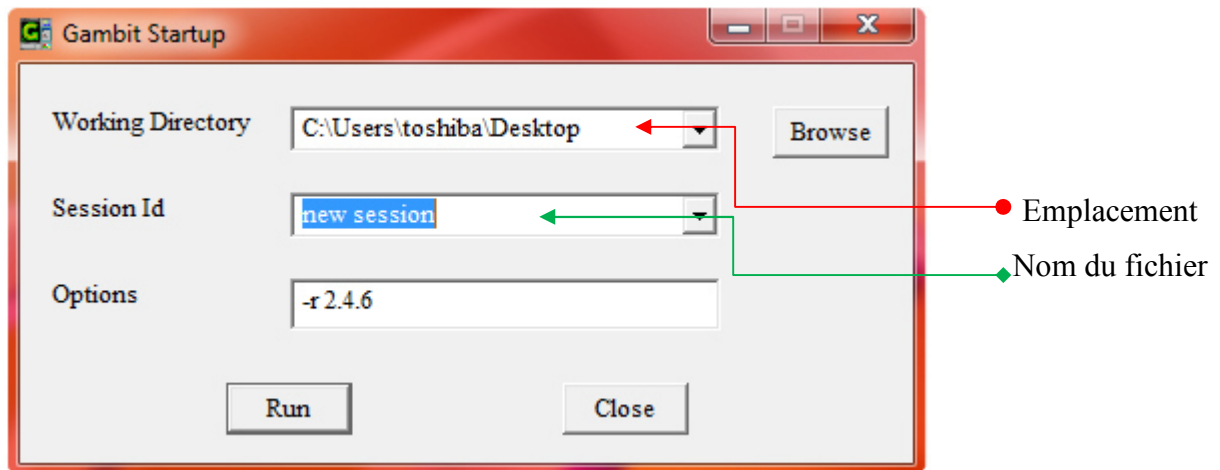 Gambit Startup
Working Directory
C:\Users\toshiba\Desktop
Browse
Session Id
new session
Emplacement
Nom du fichier
Options
-r 2.4.6
Run
Close